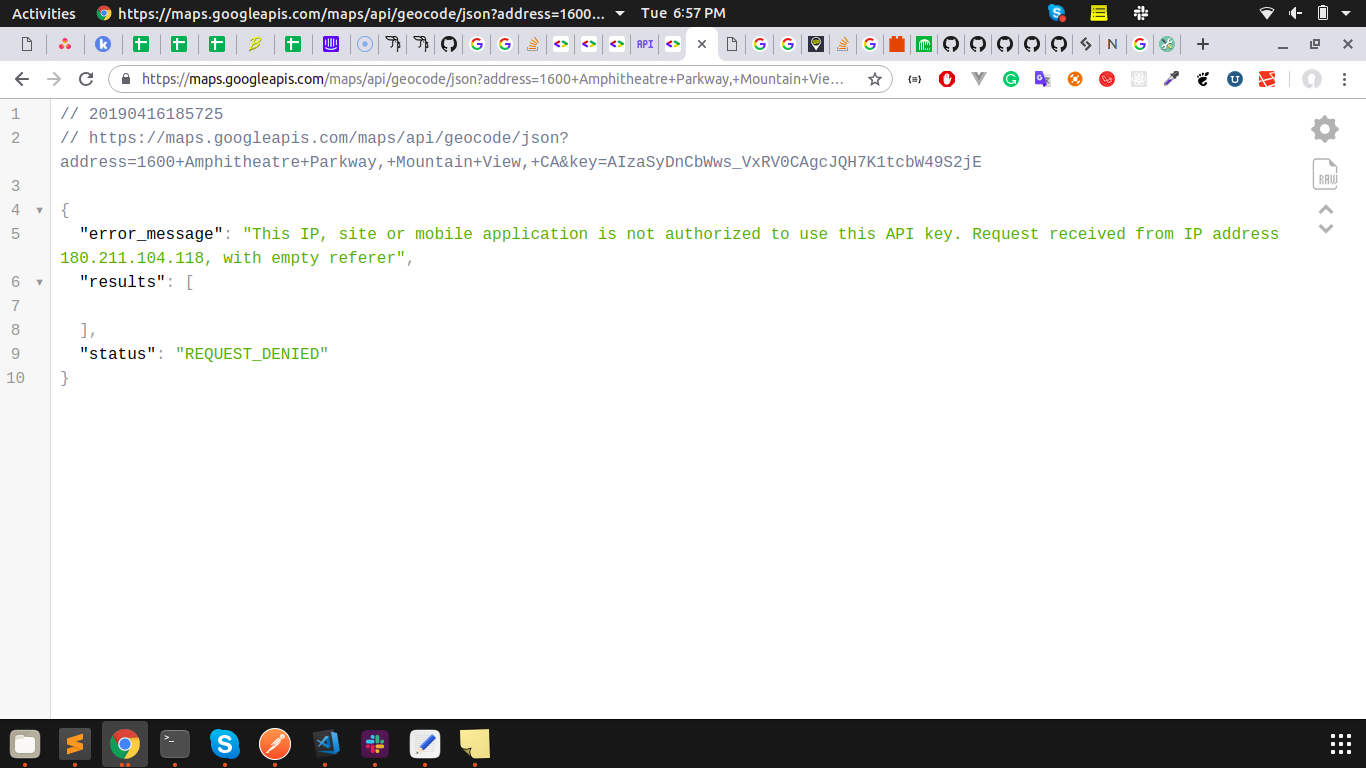 Activities
https://maps.googleapis.com/maps/api/geocode/json?address=1600...
Tue 6:57 PM
API
https://maps.googleapis.com/maps/api/geocode/json?address=1600+Amphitheatre+Parkway,+Mountain+Vie...
1 // 20190416185725
2 // https://maps.googleapis.com/maps/api/geocode/json?
address=1600+Amphitheatre+Parkway,+Mountain+View,+CA&key=AIzaSyDnCbWws_VxRV0CAgcJQH7K1tcbW49S2jE
3
4 {
5 "error_message": "This IP, site or mobile application is not authorized to use this API key. Request received from IP address
180.211.104.118, with empty referer",
6 "results": [
7
8 ],
9 "status": "REQUEST_DENIED"
10 }
RAW